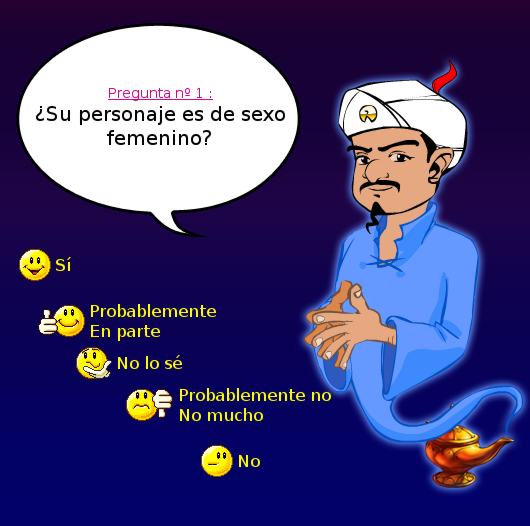 Pregunta nº 1 :
¿Su personaje es de sexo
femenino?
Sí
Probablemente
En parte
No lo sé
Probablemente no
No mucho
No